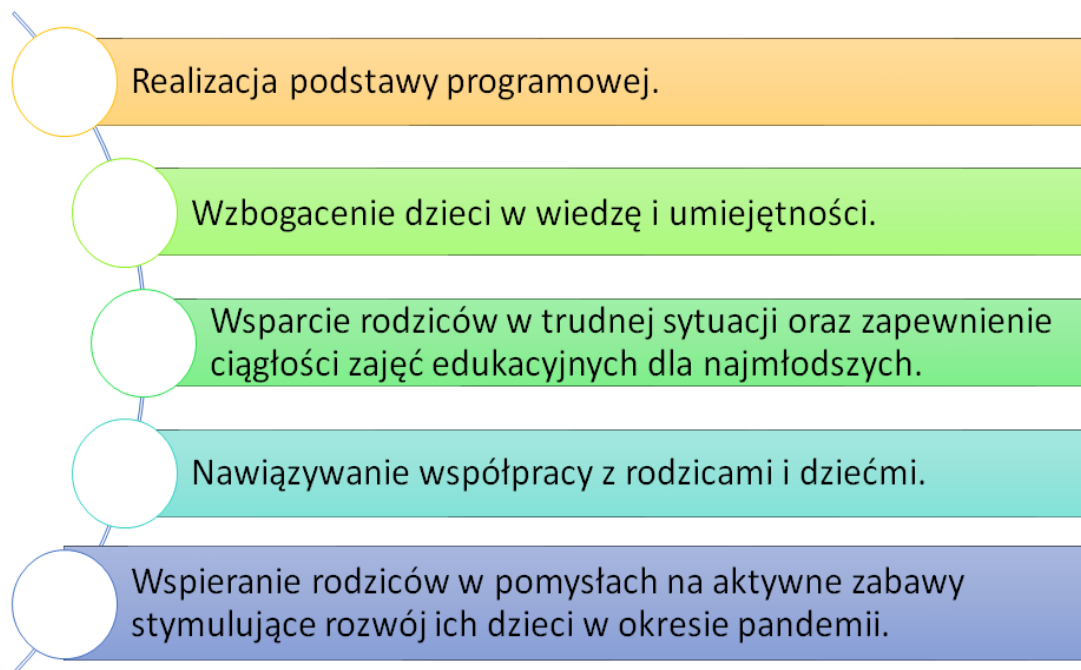 Realizacja podstawy programowej.
Wzbogacenie dzieci w wiedzę i umiejętności.
Wsparcie rodziców w trudnej sytuacji oraz zapewnienie
ciągłości zajęć edukacyjnych dla najmłodszych.
Nawiązywanie współpracy z rodzicami i dziećmi.
Wspieranie rodziców w pomysłach na aktywne zabawy
stymulujące rozwój ich dzieci w okresie pandemii.